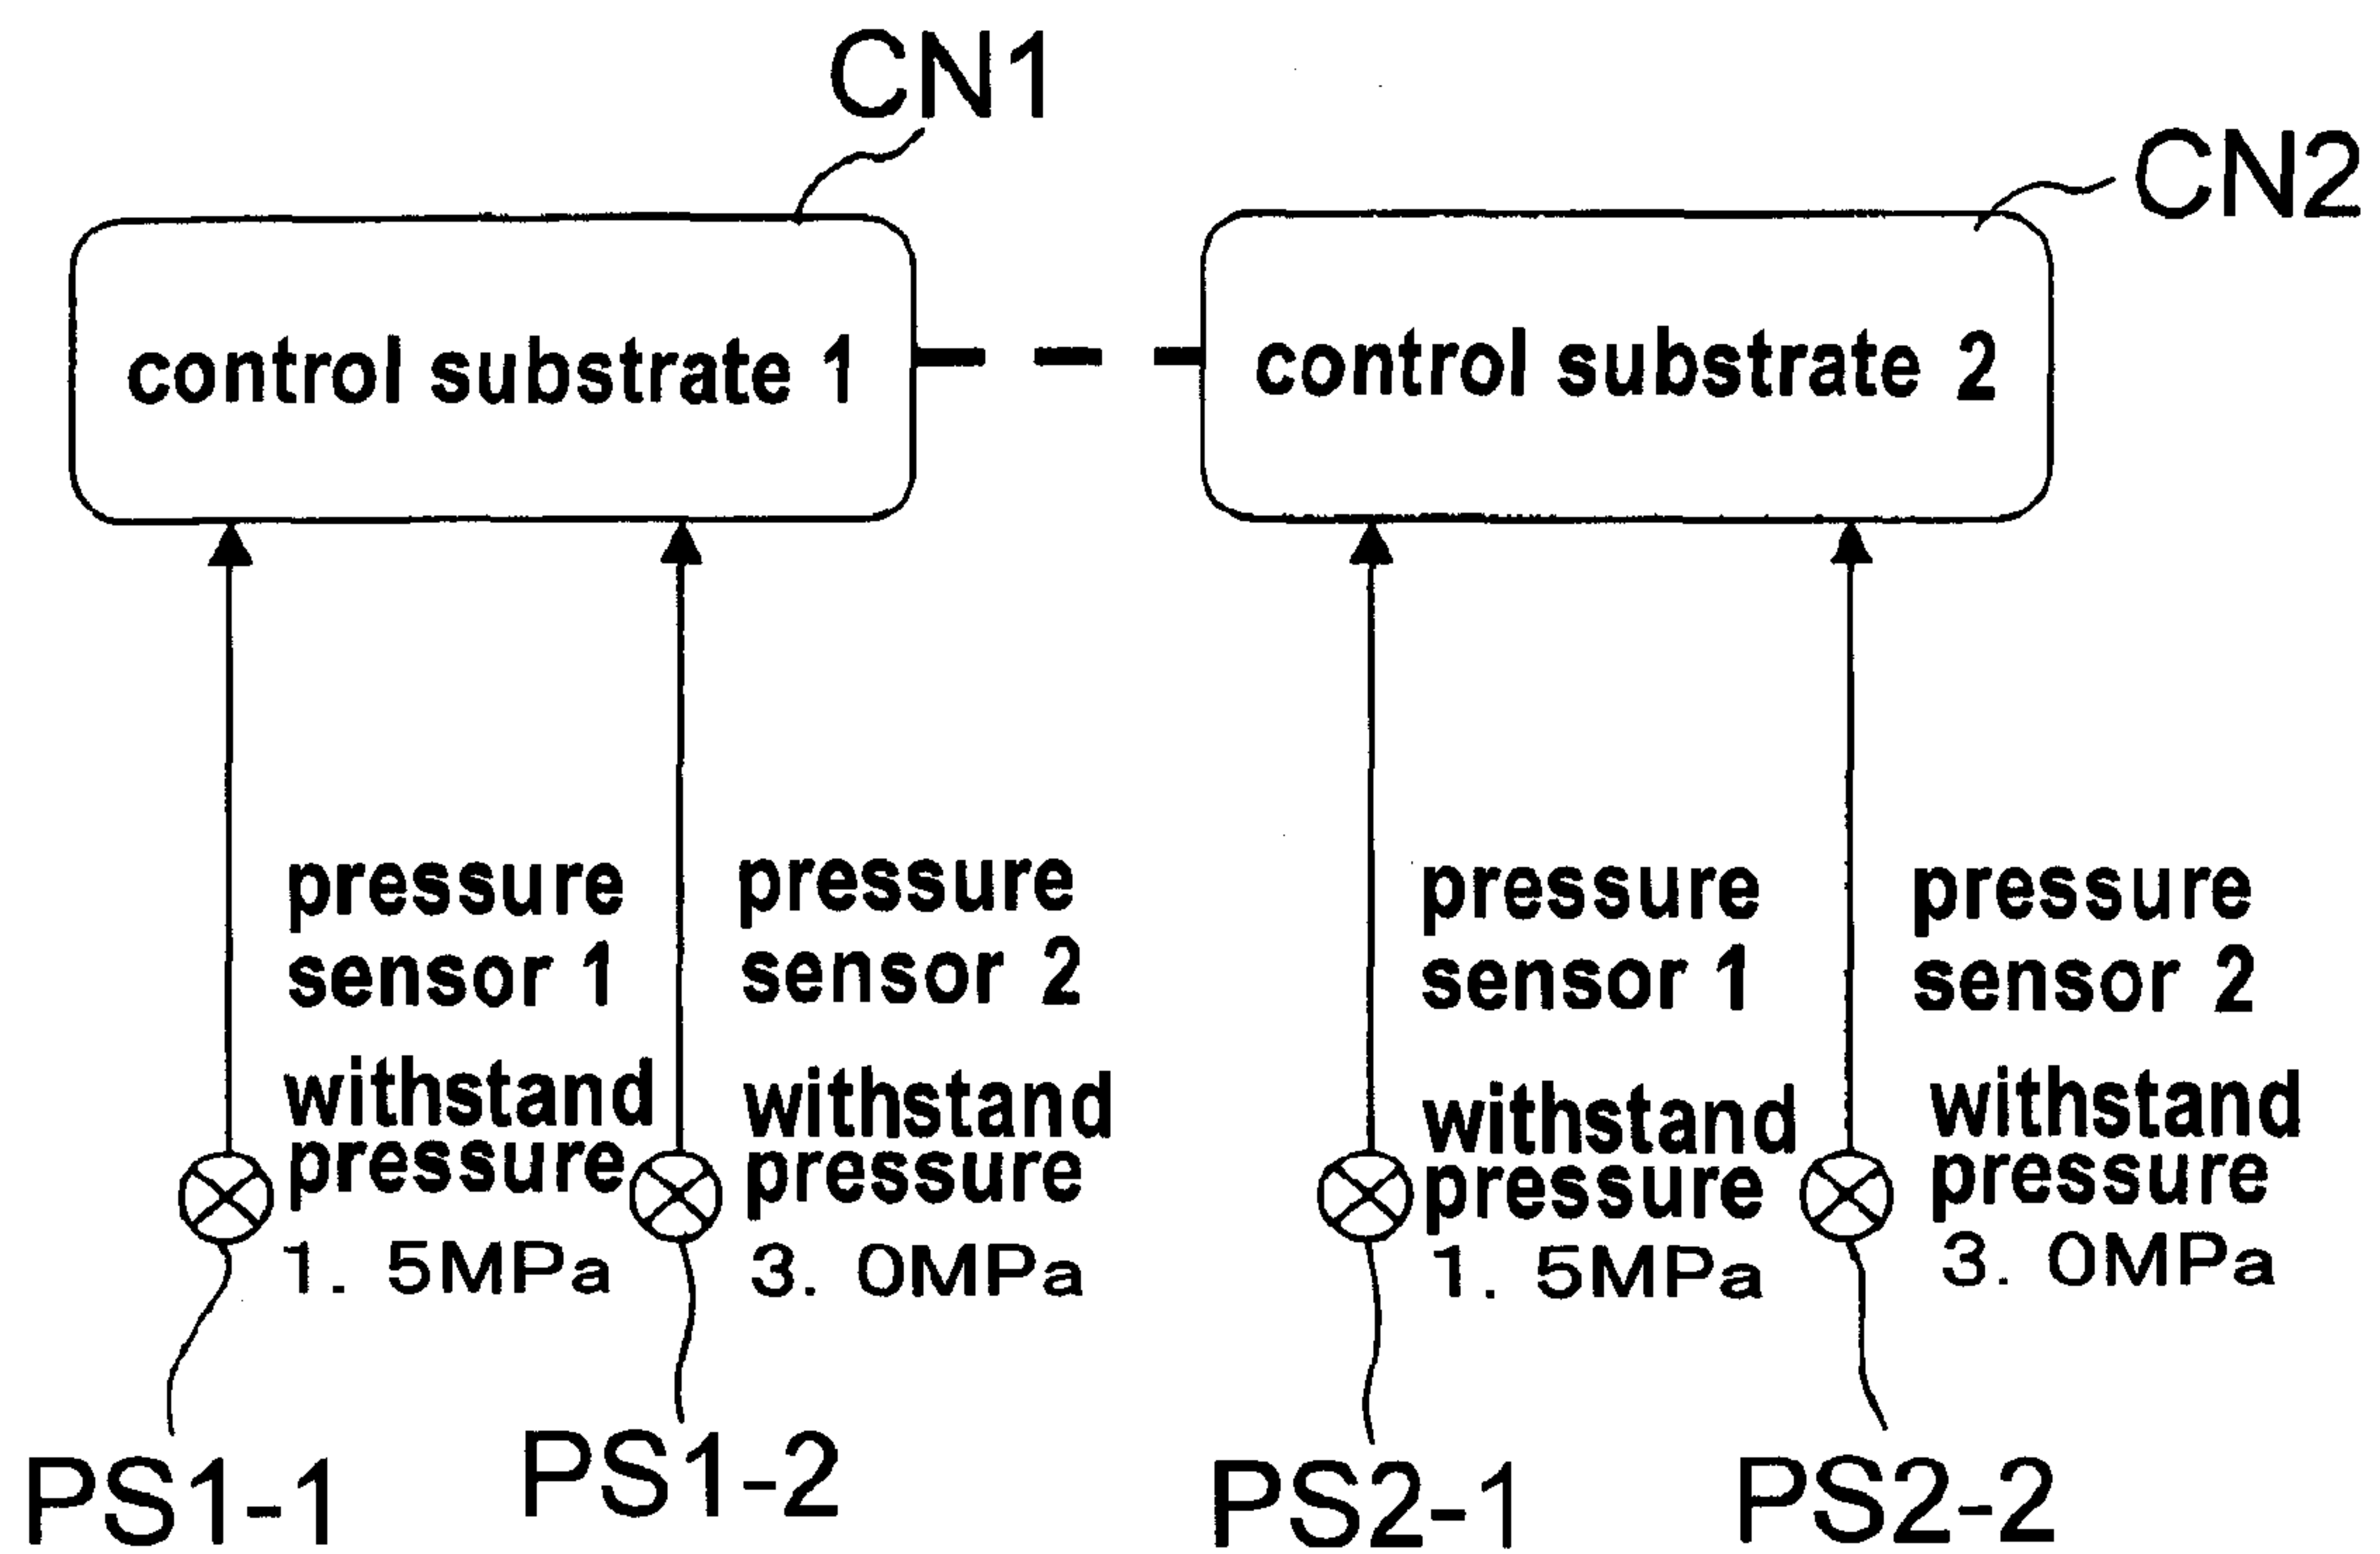 CN1
CN2
control substrate 1
control substrate 2
pressure
sensor 1
withstand
pressure
1. 5MPa
pressure
sensor 2
withstand
pressure
3. 0MPa
pressure
sensor 1
withstand
pressure
1. 5MPa
pressure
sensor 2
withstand
pressure
3. 0MPa
PS1-1
PS1-2
PS2-1
PS2-2